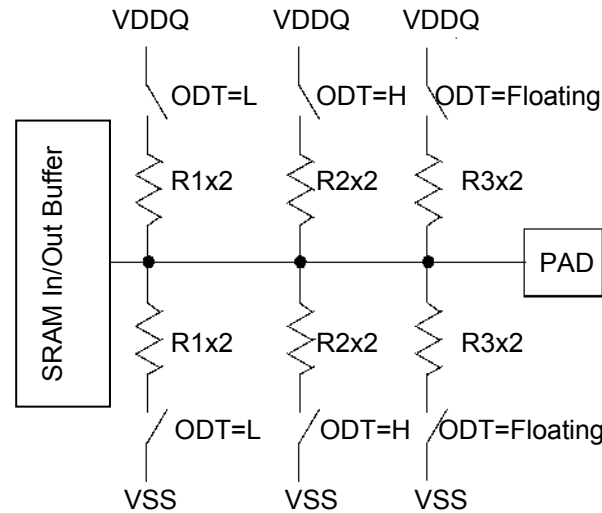 VDDQ VDDQ VDDQ
ODT=L ODT=H ODT=Floating
R1x2 R2x2 R3x2
SRAM In/Out Buffer
PAD
R1x2 R2x2 R3x2
ODT=L ODT=H ODT=Floating
VSS VSS VSS